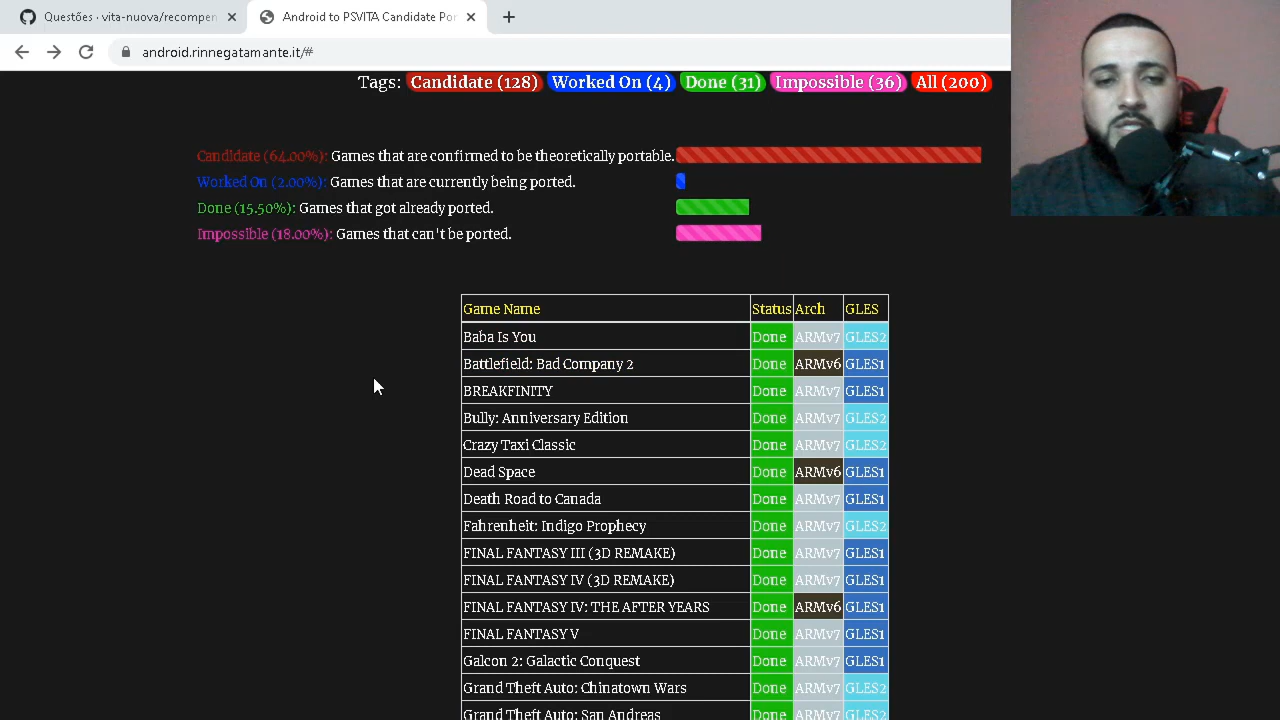 Questões · vita-nuova/recompen
Android to PSVITA Candidate Por
android.rinnegatamante.it/#
Tags: Candidate (128) Worked On (4) Done (31) Impossible (36) All (200)
Candidate (64.00%): Games that are confirmed to be theoretically portable.
Worked On (2.00%): Games that are currently being ported.
Done (15.50%): Games that got already ported.
Impossible (18.00%): Games that can't be ported.
Game Name Status Arch GLES
Baba Is You Done ARMv7 GLES2
Battlefield: Bad Company 2 Done ARMv6 GLES1
BREAKFINITY Done ARMv7 GLES1
Bully: Anniversary Edition Done ARMv7 GLES2
Crazy Taxi Classic Done ARMv7 GLES2
Dead Space Done ARMv6 GLES1
Death Road to Canada Done ARMv7 GLES1
Fahrenheit: Indigo Prophecy Done ARMv7 GLES2
FINAL FANTASY III (3D REMAKE) Done ARMv7 GLES1
FINAL FANTASY IV (3D REMAKE) Done ARMv7 GLES1
FINAL FANTASY IV: THE AFTER YEARS Done ARMv6 GLES1
FINAL FANTASY V Done ARMv7 GLES1
Galcon 2: Galactic Conquest Done ARMv7 GLES1
Grand Theft Auto: Chinatown Wars Done ARMv7 GLES2
Grand Theft Auto: San Andreas Done ARMv7 GLES2